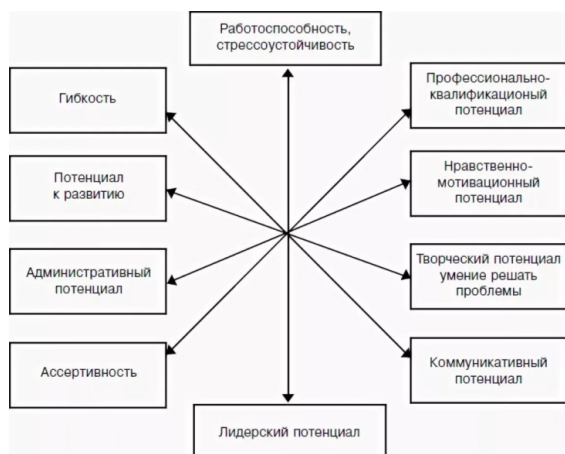 Работоспособность,
стрессоустойчивость
Гибкость
Профессионально-
квалификационый
потенциал
Потенциал
к развитию
Нравственно-
мотивационный
потенциал
Административный
потенциал
Творческий потенциал
умение решать
проблемы
Ассертивность
Коммуникативный
потенциал
Лидерский потенциал